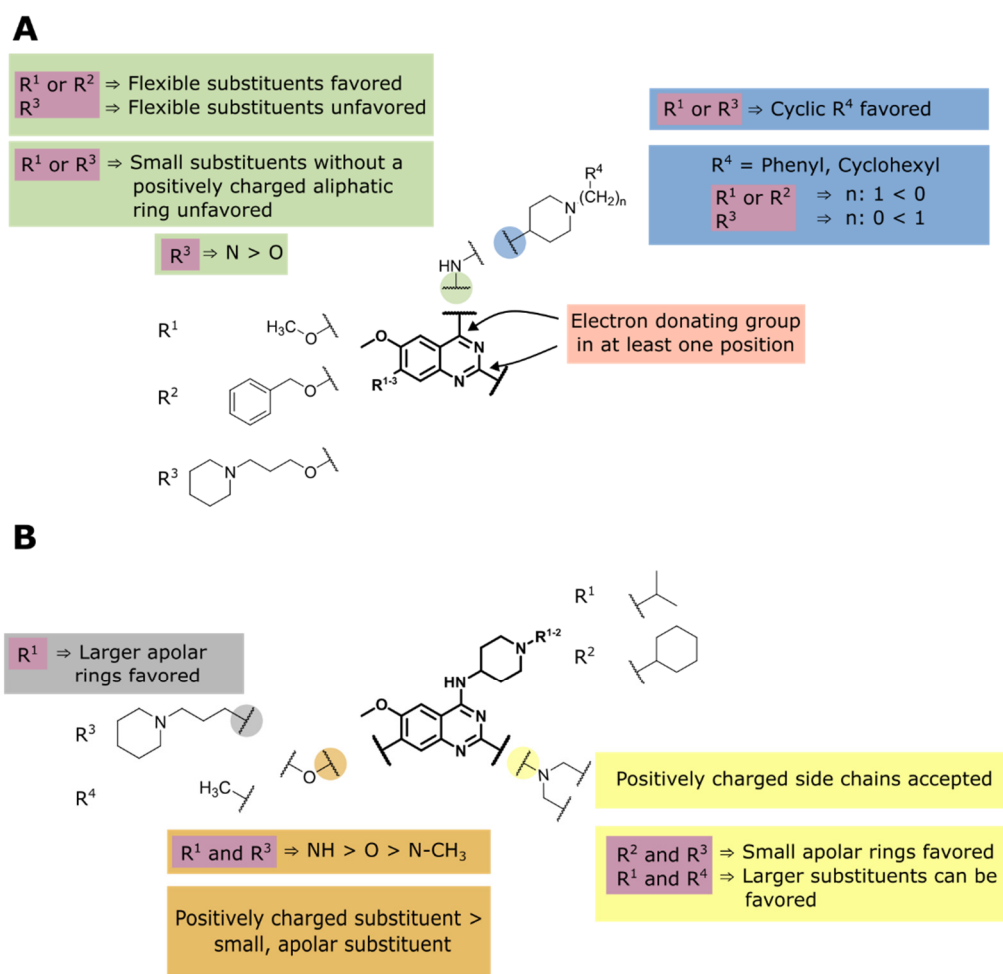 A
R¹ or R² ⇒ Flexible substituents favored
R³ ⇒ Flexible substituents unfavored
R¹ or R³ ⇒ Small substituents without a
positively charged aliphatic
ring unfavored
R³ ⇒ N > O
R¹ or R³ ⇒ Cyclic R⁴ favored
R⁴ = Phenyl, Cyclohexyl
R¹ or R² ⇒ n: 1 < 0
R³ ⇒ n: 0 < 1
R⁴
N (CH₂)n
HN
Electron donating group
in at least one position
R¹ H₃C O
O N
R¹⁻³ N
R² O
R³ N O
B
R¹
R²
R¹ ⇒ Larger apolar
rings favored
N R¹⁻²
HN
O N
N
R³ N
O
N
R⁴ H₃C
Positively charged side chains accepted
R¹ and R³ ⇒ NH > O > N-CH₃
Positively charged substituent >
small, apolar substituent
R² and R³ ⇒ Small apolar rings favored
R¹ and R⁴ ⇒ Larger substituents can be
favored